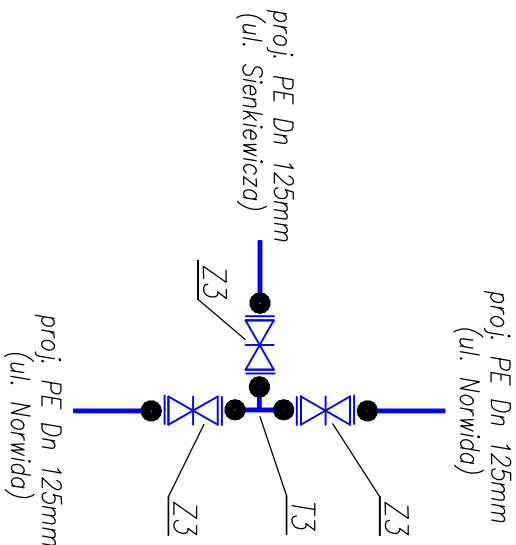 proj. PE Dn 125mm
(ul. Sienkiewicza)
proj. PE Dn 125mm
(ul. Norwida)
Z3
Z3
T3
Z3
proj. PE Dn 125mm
(ul. Norwida)